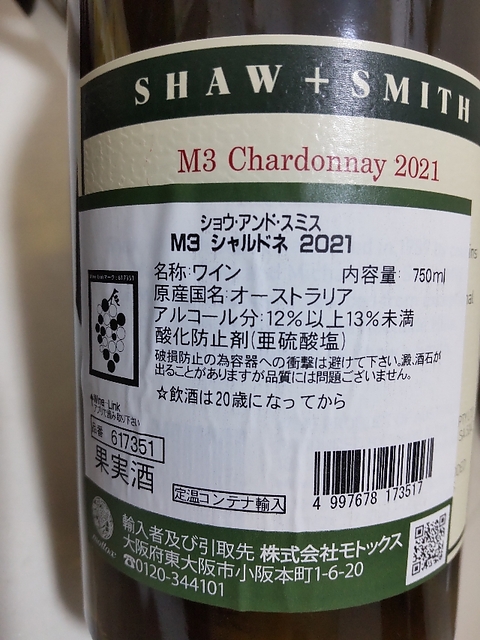 SHAW + SMITH
M3 Chardonnay 2021
ショウ・アンド・スミス
M3 シャルドネ 2021
名称:ワイン 内容量: 750ml
原産国名:オーストラリア
アルコール分:12%以上13%未満
酸化防止剤(亜硫酸塩)
破損防止の為容器への衝撃は避けて下さい。澱、酒石が
出ることがありますが品質には問題ございません。
☆飲酒は20歳になってから
Wine-Link
品番 617351
果実酒
定温コンテナ輸入
4 997678 173517
輸入者及び引取先 株式会社モトックス
大阪府東大阪市小阪本町1-6-20
☎0120-344101